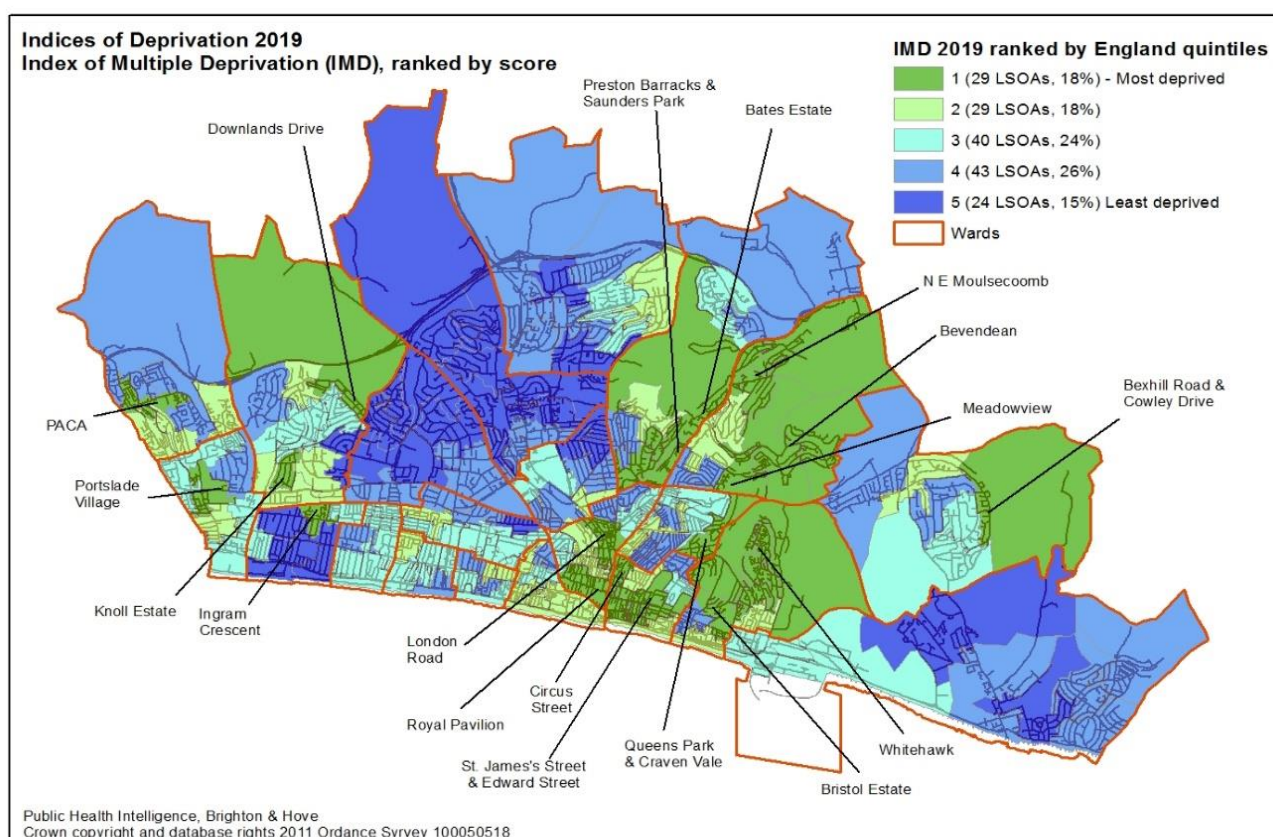 Indices of Deprivation 2019
Index of Multiple Deprivation (IMD), ranked by score
IMD 2019 ranked by England quintiles
1 (29 LSOAs, 18%) - Most deprived
2 (29 LSOAs, 18%)
3 (40 LSOAs, 24%)
4 (43 LSOAs, 26%)
5 (24 LSOAs, 15%) Least deprived
Wards
Preston Barracks &
Saunders Park
Bates Estate
Downlands Drive
N E Moulsecoomb
Bevendean
Bexhill Road &
Cowley Drive
Meadowview
PACA
Portslade
Village
Knoll Estate
Ingram
Crescent
London
Road
Royal Pavilion
Circus
Street
St. James's Street
& Edward Street
Queens Park
& Craven Vale
Whitehawk
Bristol Estate
Public Health Intelligence, Brighton & Hove
Crown copyright and database rights 2011 Ordance Syrvey 100050518